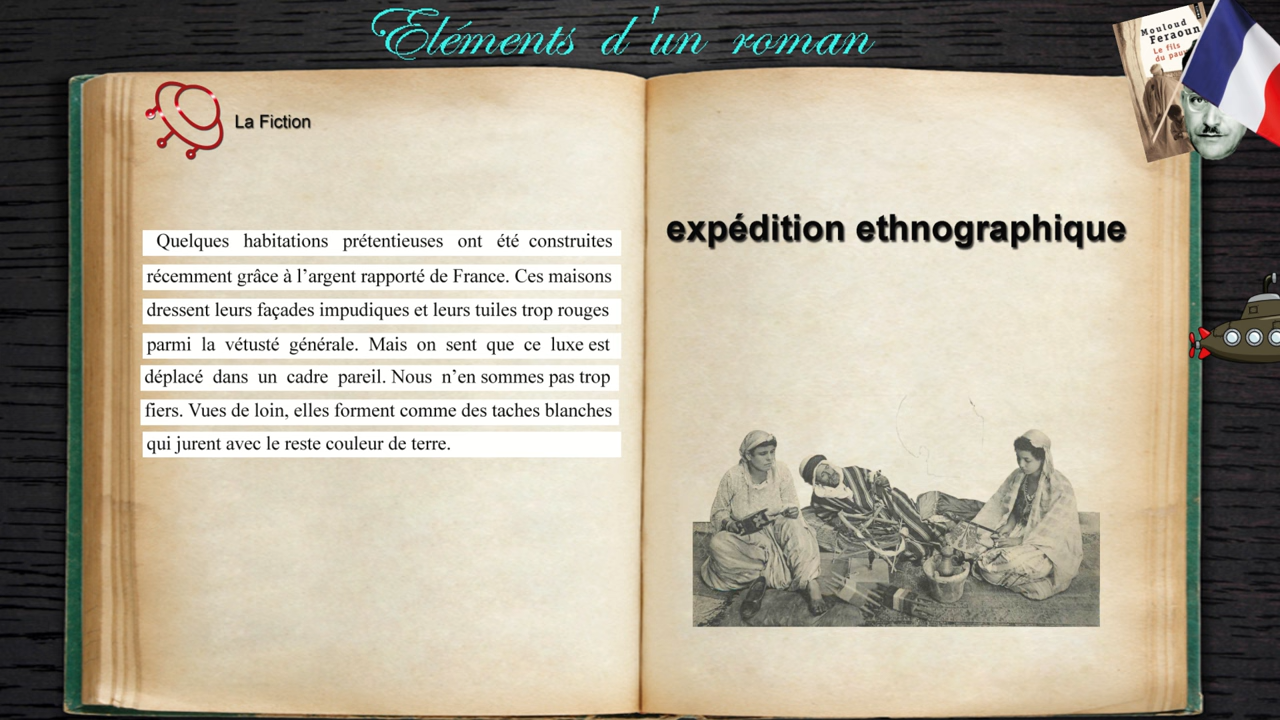 Eléments d'un roman
Mouloud
Feraoun
Le fils
du
La Fiction
Quelques habitations prétentieuses ont été construites
récemment grâce à l'argent rapporté de France. Ces maisons
dressent leurs façades impudiques et leurs tuiles trop rouges
parmi la vétusté générale. Mais on sent que ce luxe est
déplacé dans un cadre pareil. Nous n'en sommes pas trop
fiers. Vues de loin, elles forment comme des taches blanches
qui jurent avec le reste couleur de terre.
expédition ethnographique